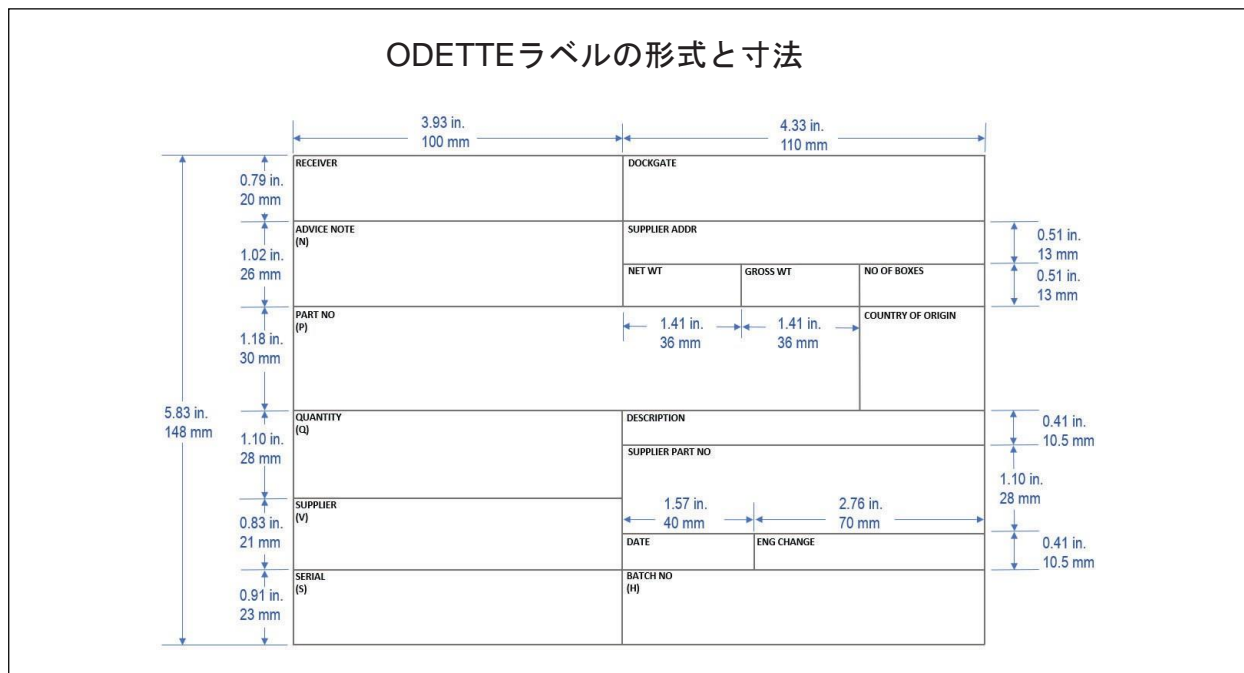 ODETTEラベルの形式と寸法
3.93 in.
100 mm
4.33 in.
110 mm
RECEIVER
DOCKGATE
0.79 in.
20 mm
ADVICE NOTE
(N)
SUPPLIER ADDR
0.51 in.
13 mm
1.02 in.
26 mm
NET WT
GROSS WT
NO OF BOXES
0.51 in.
13 mm
PART NO
(P)
1.41 in.
36 mm
1.41 in.
36 mm
COUNTRY OF ORIGIN
1.18 in.
30 mm
5.83 in.
148 mm
QUANTITY
(Q)
DESCRIPTION
0.41 in.
10.5 mm
1.10 in.
28 mm
SUPPLIER PART NO
1.10 in.
28 mm
SUPPLIER
(V)
1.57 in.
40 mm
2.76 in.
70 mm
0.83 in.
21 mm
DATE
ENG CHANGE
0.41 in.
10.5 mm
SERIAL
(S)
BATCH NO
(H)
0.91 in.
23 mm